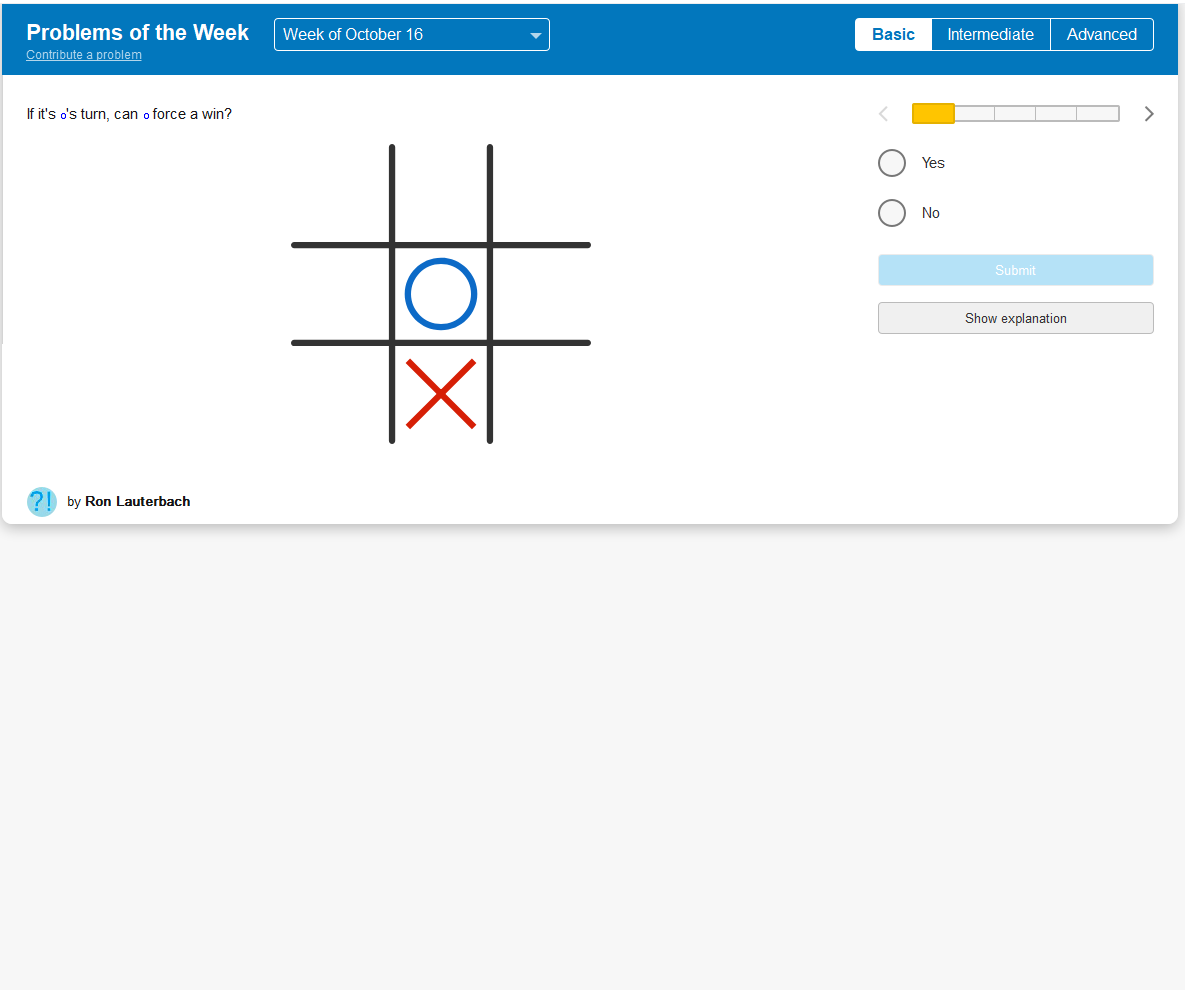 Problems of the Week
Contribute a problem
Week of October 16
Basic
Intermediate
Advanced
If it's o's turn, can o force a win?
Yes
No
Submit
Show explanation
?!
by Ron Lauterbach